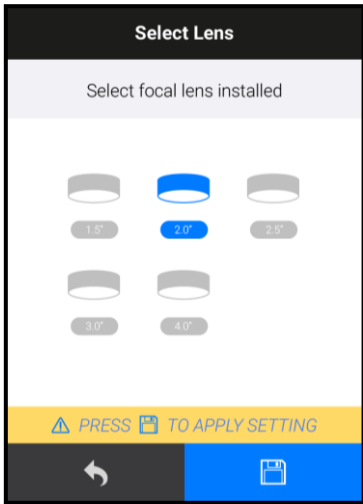 Select Lens
Select focal lens installed
1.5"
2.0"
2.5"
3.0"
4.0"
PRESS TO APPLY SETTING